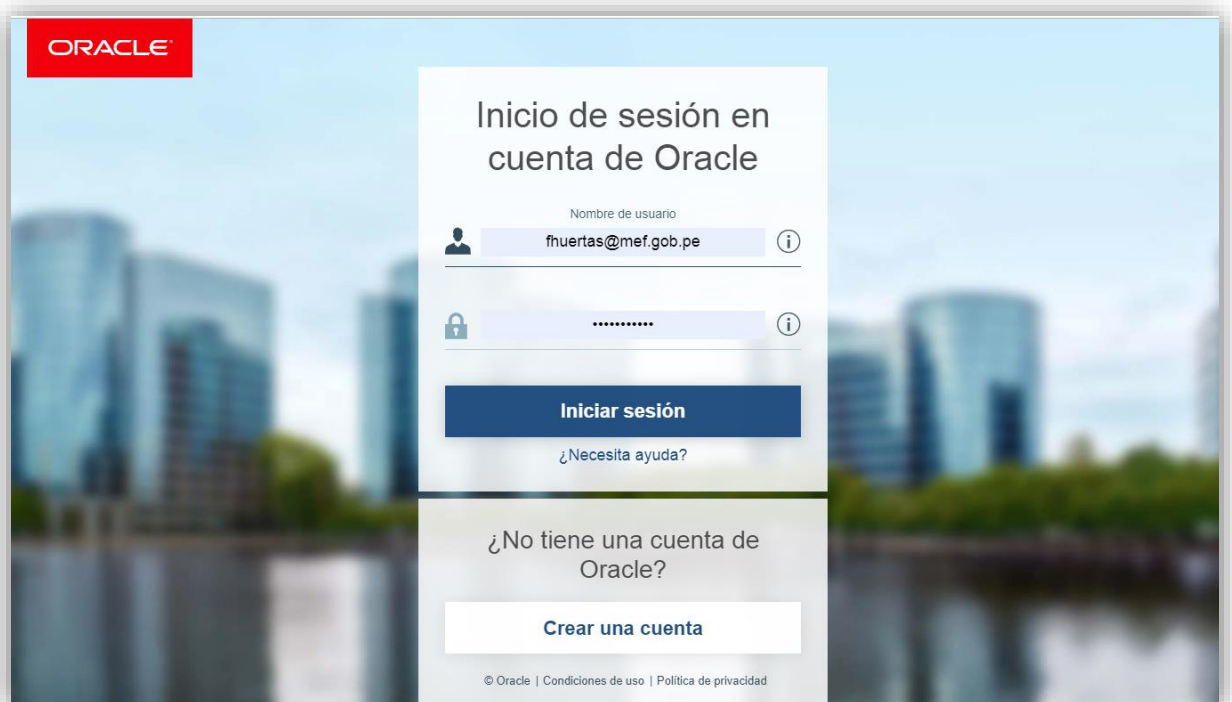 ORACLE
Inicio de sesión en
cuenta de Oracle
Nombre de usuario
fhuertas@mef.gob.pe
•••••••••••
Iniciar sesión
¿Necesita ayuda?
¿No tiene una cuenta de
Oracle?
Crear una cuenta
© Oracle | Condiciones de uso | Política de privacidad